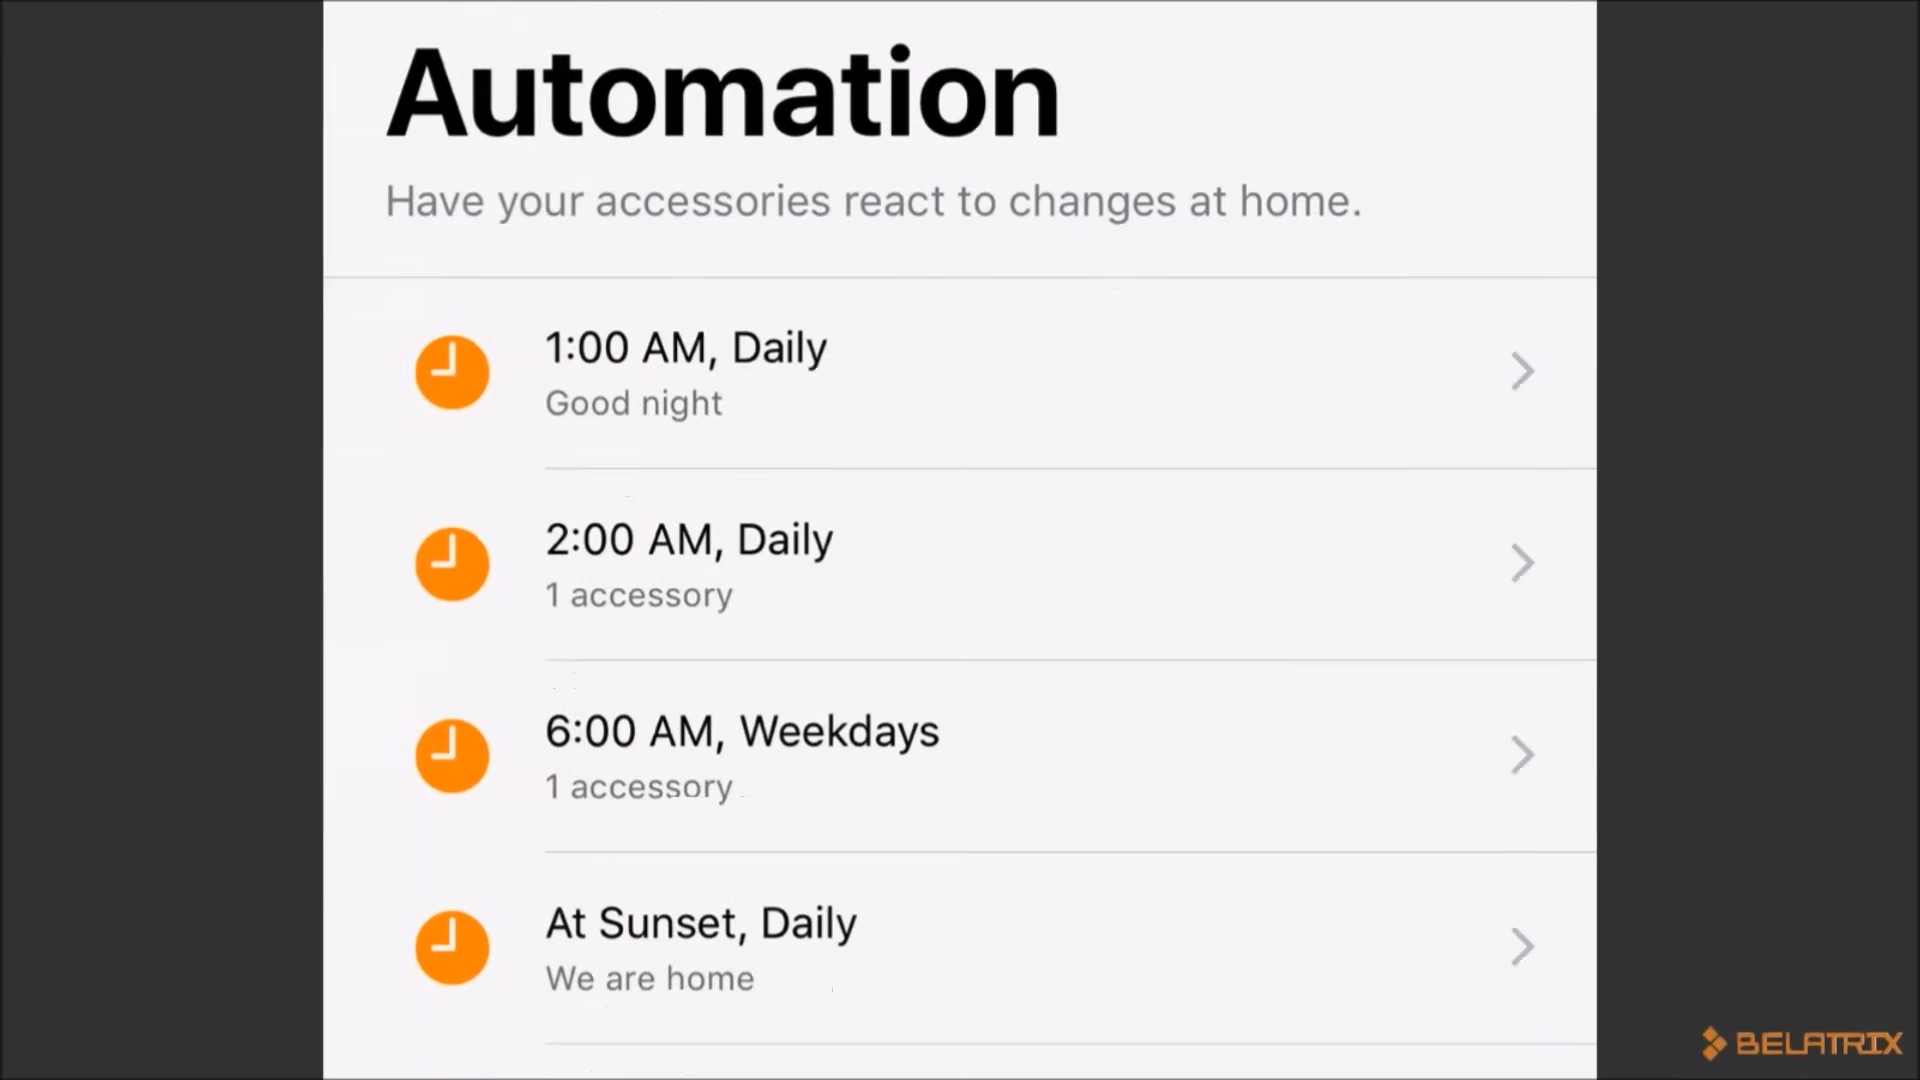 Automation
Have your accessories react to changes at home.
1:00 AM, Daily
Good night
2:00 AM, Daily
1 accessory
6:00 AM, Weekdays
1 accessory
At Sunset, Daily
We are home
BELATRIX